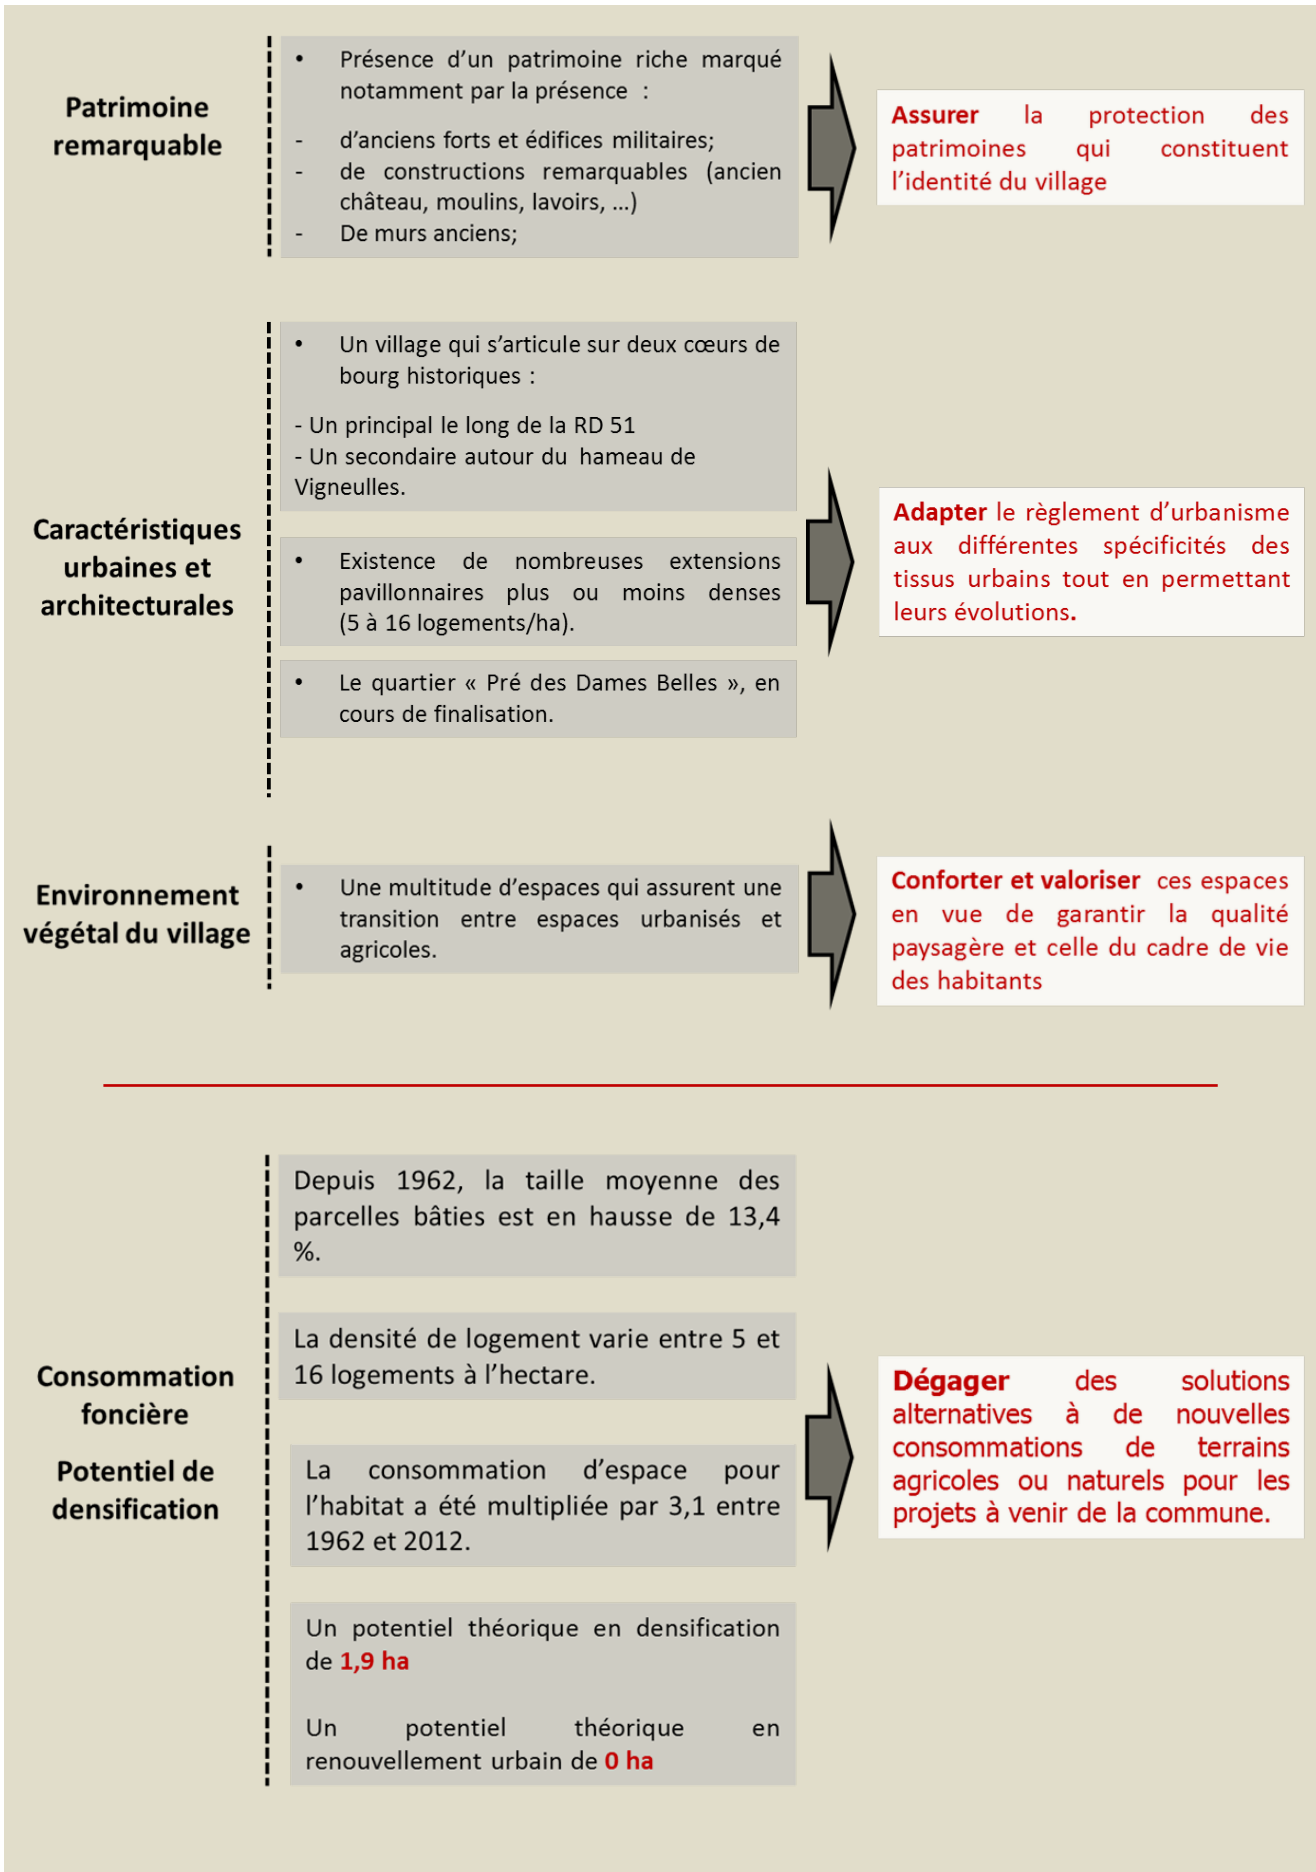 Patrimoine
remarquable
• Présence d’un patrimoine riche marqué
notamment par la présence :
- d’anciens forts et édifices militaires;
- de constructions remarquables (ancien
château, moulins, lavoirs, ...)
- De murs anciens;
Assurer la protection des
patrimoines qui constituent
l’identité du village
Caractéristiques
urbaines et
architecturales
• Un village qui s’articule sur deux cœurs de
bourg historiques :
- Un principal le long de la RD 51
- Un secondaire autour du hameau de
Vigneulles.
• Existence de nombreuses extensions
pavillonnaires plus ou moins denses
(5 à 16 logements/ha).
• Le quartier « Pré des Dames Belles », en
cours de finalisation.
Adapter le règlement d’urbanisme
aux différentes spécificités des
tissus urbains tout en permettant
leurs évolutions.
Environnement
végétal du village
• Une multitude d’espaces qui assurent une
transition entre espaces urbanisés et
agricoles.
Conforter et valoriser ces espaces
en vue de garantir la qualité
paysagère et celle du cadre de vie
des habitants
Consommation
foncière
Potentiel de
densification
Depuis 1962, la taille moyenne des
parcelles bâties est en hausse de 13,4
%.
La densité de logement varie entre 5 et
16 logements à l’hectare.
La consommation d’espace pour
l’habitat a été multipliée par 3,1 entre
1962 et 2012.
Un potentiel théorique en densification
de 1,9 ha
Un potentiel théorique en
renouvellement urbain de 0 ha
Dégager des solutions
alternatives à de nouvelles
consommations de terrains
agricoles ou naturels pour les
projets à venir de la commune.